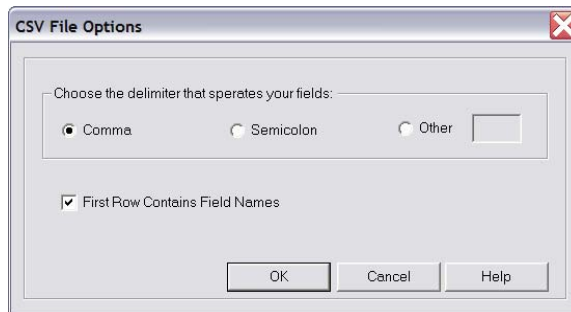 CSV File Options
Choose the delimiter that sperates your fields:
Comma Semicolon Other
First Row Contains Field Names
OK Cancel Help